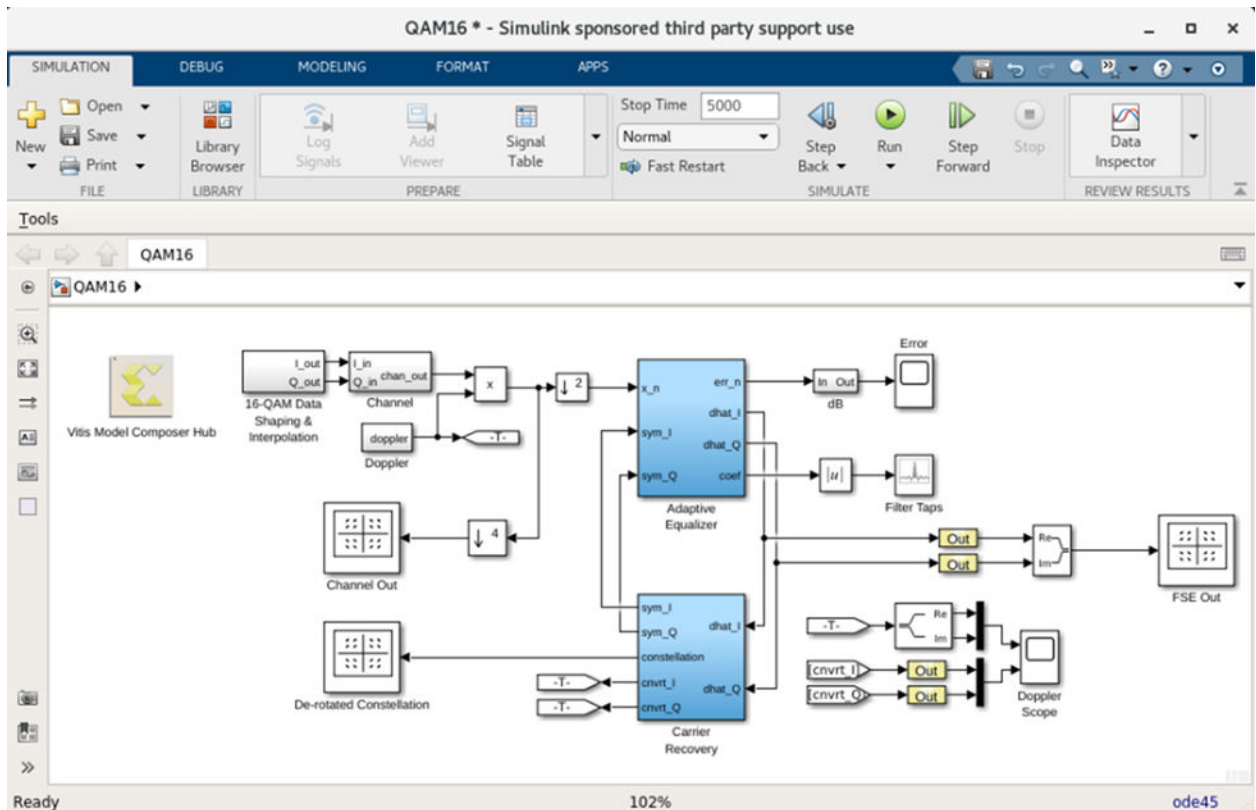 QAM16 * - Simulink sponsored third party support use
SIMULATION DEBUG MODELING FORMAT APPS
New
Open
Save
Print
FILE
Library
Browser
LIBRARY
Log
Signals
Add
Viewer
Signal
Table
PREPARE
Stop Time 5000
Normal
Fast Restart
Step
Back
Run
Step
Forward
Stop
SIMULATE
Data
Inspector
REVIEW RESULTS
Tools
QAM16
QAM16
Vitis Model Composer Hub
I_out
Q_out
16-QAM Data
Shaping &
Interpolation
I_in
Q_in
chan_out
Channel
x
2
doppler
Doppler
-T-
x_n
sym_I
sym_Q
err_n
dhat_I
dhat_Q
coef
Adaptive
Equalizer
In Out
dB
Error
|u|
Filter Taps
4
Channel Out
Out
Out
Re
Im
FSE Out
De-rotated Constellation
sym_I
sym_Q
constellation
cnvrt_I
cnvrt_Q
dhat_I
dhat_Q
Carrier
Recovery
-T-
-T-
-T-
Re
Im
[cnvrt_I]
Out
[cnvrt_Q]
Out
Doppler
Scope
Ready 102% ode45